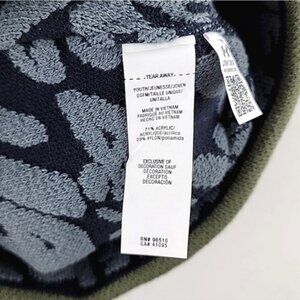 -TEAR AWAY-
YOUTH/JEUNESSE/JOVEN
OSFM/TAILLE UNIQUE/
UNITALLA
MADE IN VIETNAM
FABRIQUÉ AU VIETNAM
HECHO EN VIETNAM
71% ACRYLIC/
ACRYLIQUE/acrílico
29% NYLON/poliamida
EXCLUSIVE OF
DECORATION SAUF
DÉCORATION
EXCEPTO
DECORACIÓN
RN# 96510
CA# 41095